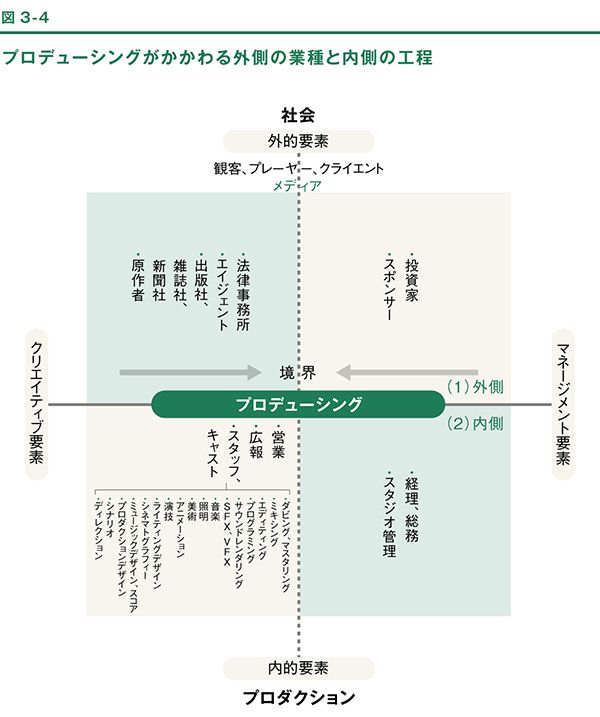 図 3-4
プロデューシングがかかわる外側の業種と内側の工程
社会
外的要素
観客、プレーヤー、クライエント
メディア
・法律事務所
・エイジェント
・出版社、
雑誌社、
新聞社
・原作者
・投資家
・スポンサー
クリエイティブ要素
マネージメント要素
境界
(1)外側
プロデューシング
(2)内側
・営業
・広報
・スタッフ、
キャスト
・ダビング、マスタリング
・ミキシング
・エディティング
・プログラミング
・サウンドレンダリング
・SFX、VFX
・音楽
・照明
・美術
・アニメーション
・演技
・ライティングデザイン
・シネマトグラフィー
・ミュージックデザイン、スコア
・プロダクションデザイン
・シナリオ
・ディレクション
・経理、総務
・スタジオ管理
内的要素
プロダクション